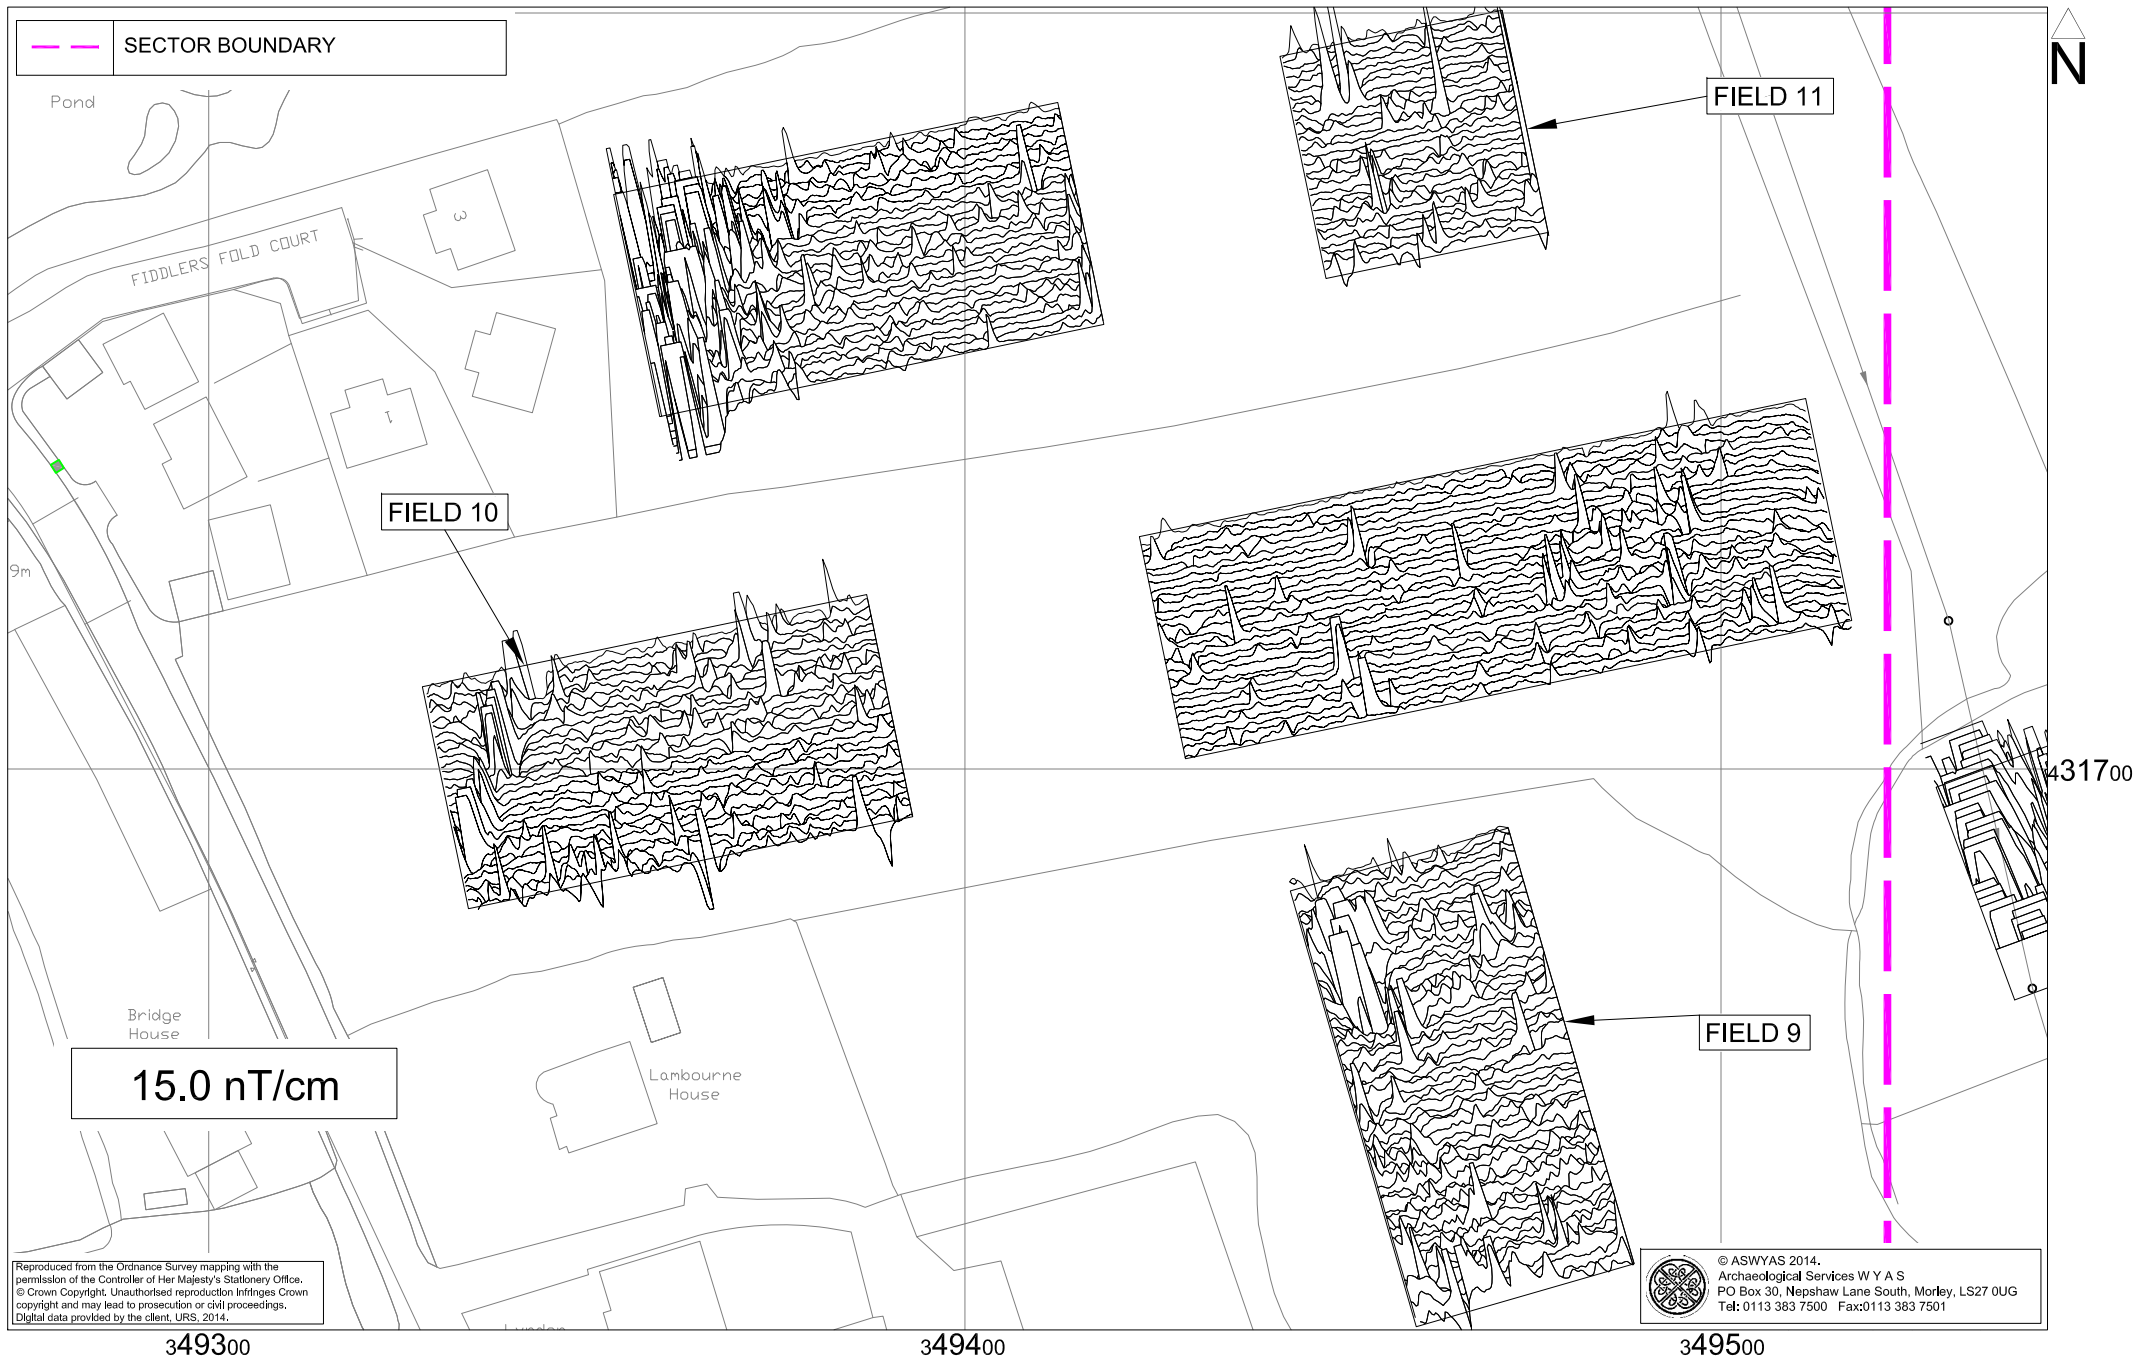 SECTOR BOUNDARY
N
Pond
FIELD 11
3
FIDDLERS FOLD COURT
1
FIELD 10
9m
431700
Bridge
House
FIELD 9
15.0 nT/cm
Lambourne
House
Reproduced from the Ordnance Survey mapping with the
permission of the Controller of Her Majesty's Stationery Office.
© Crown Copyright. Unauthorised reproduction infringes Crown
copyright and may lead to prosecution or civil proceedings.
Digital data provided by the client, URS, 2014.
© ASWYAS 2014.
Archaeological Services W Y A S
PO Box 30, Nepshaw Lane South, Morley, LS27 0UG
Tel: 0113 383 7500 Fax:0113 383 7501
349300
349400
349500